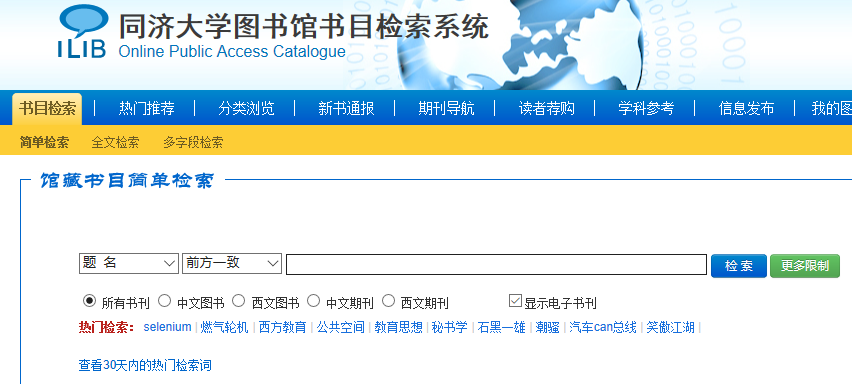 同济大学图书馆书目检索系统
ILIB Online Public Access Catalogue
书目检索 热门推荐 分类浏览 新书通报 期刊导航 读者荐购 学科参考 信息发布 我的图
简单检索 全文检索 多字段检索
馆藏书目简单检索
题 名 前方一致 检 索 更多限制
所有书刊 中文图书 西文图书 中文期刊 西文期刊 显示电子书刊
热门检索： selenium | 燃气轮机 | 西方教育 | 公共空间 | 教育思想 | 秘书学 | 石黑一雄 | 潮骚 | 汽车can总线 | 笑傲江湖 |
查看30天内的热门检索词